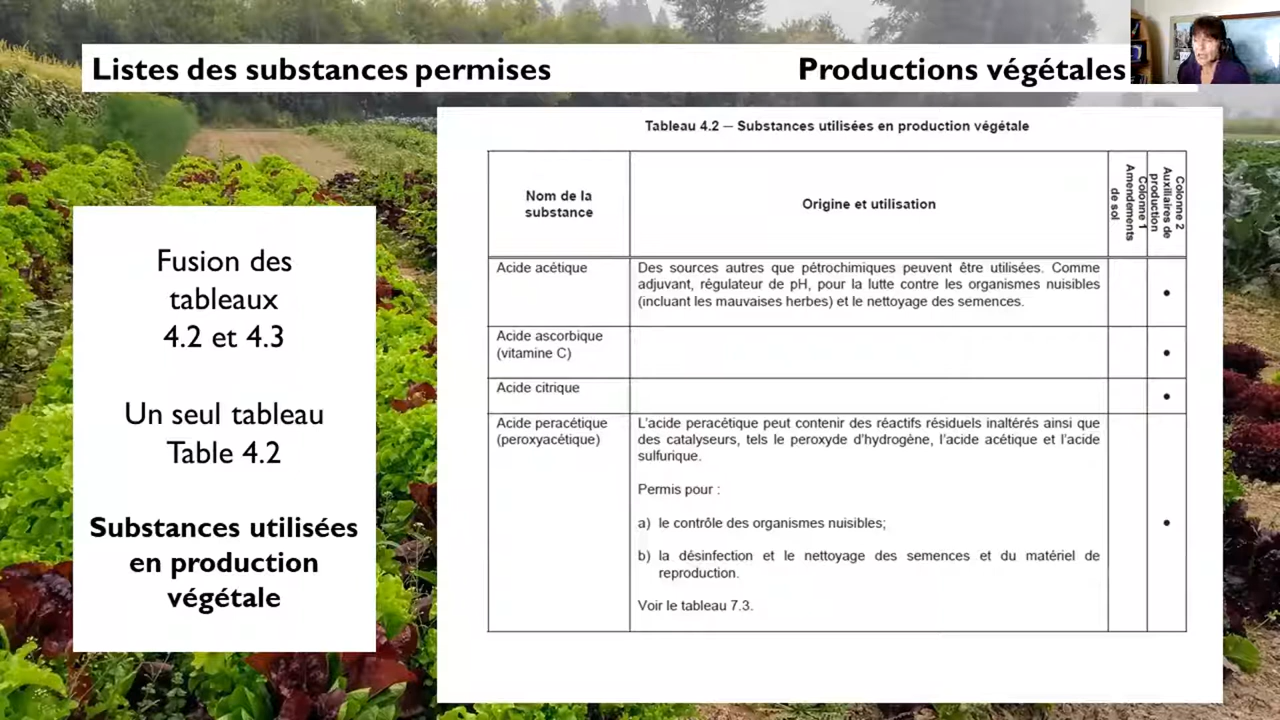 Listes des substances permises
Productions végétales
Fusion des
tableaux
4.2 et 4.3
Un seul tableau
Table 4.2
Substances utilisées
en production
végétale
Tableau 4.2 — Substances utilisées en production végétale
Nom de la
substance
Origine et utilisation
Colonne 1
Amendements
de sol
Colonne 2
Auxiliaires de
production
Acide acétique
Des sources autres que pétrochimiques peuvent être utilisées. Comme
adjuvant, régulateur de pH, pour la lutte contre les organismes nuisibles
(incluant les mauvaises herbes) et le nettoyage des semences.
•
Acide ascorbique
(vitamine C)
•
Acide citrique
•
Acide peracétique
(peroxyacétique)
L'acide peracétique peut contenir des réactifs résiduels inaltérés ainsi que
des catalyseurs, tels le peroxyde d'hydrogène, l'acide acétique et l'acide
sulfurique.
Permis pour :
a) le contrôle des organismes nuisibles;
b) la désinfection et le nettoyage des semences et du matériel de
reproduction.
Voir le tableau 7.3.
•